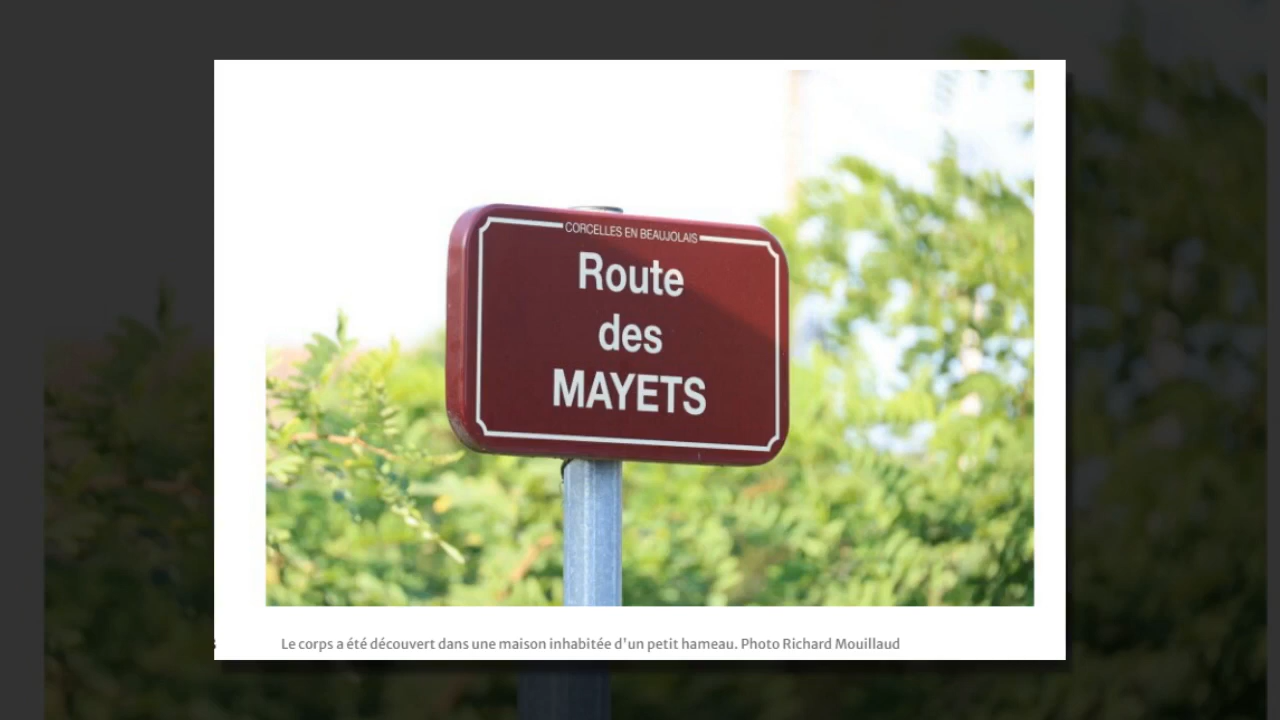 CORCELLES EN BEAUJOLAIS
Route
des
MAYETS
Le corps a été découvert dans une maison inhabitée d'un petit hameau. Photo Richard Mouillaud